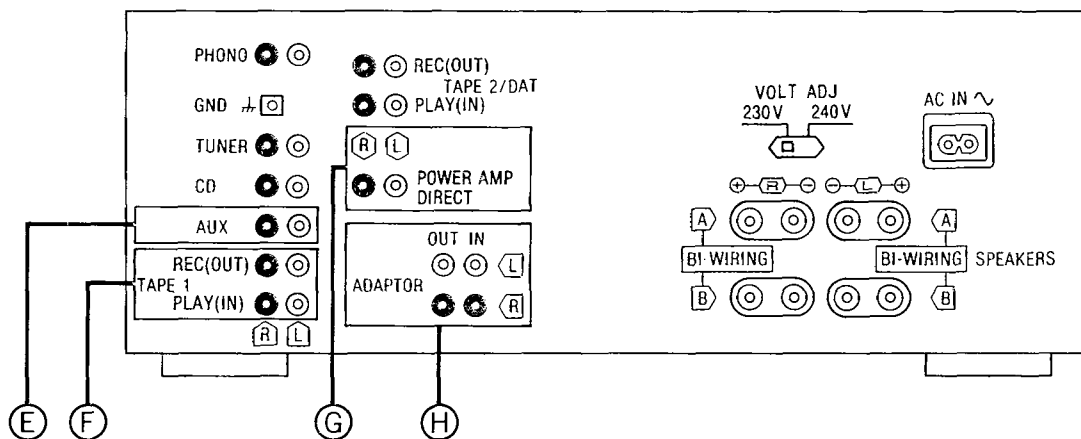 PHONO
GND
TUNER
CD
AUX
REC(OUT)
TAPE 1
PLAY(IN)
R L
REC(OUT)
TAPE 2/DAT
PLAY(IN)
R L
POWER AMP
DIRECT
OUT IN
L
ADAPTOR
R
VOLT ADJ
230V 240V
AC IN ~
⊕ R ⊖ ⊖ L ⊕
A A
BI-WIRING BI-WIRING SPEAKERS
B B
E F G H